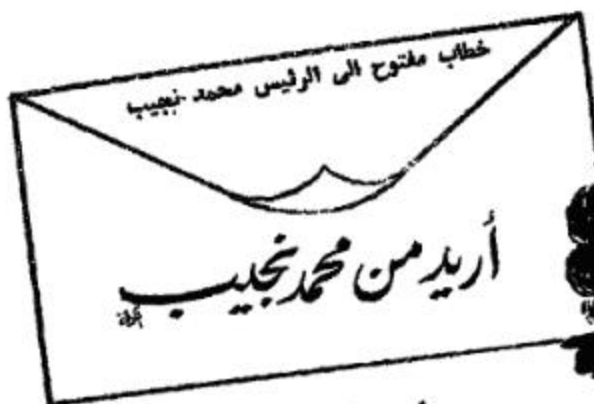 خطاب مفتوح الى الرئيس محمد نجيب
أريد من محمد نجيب